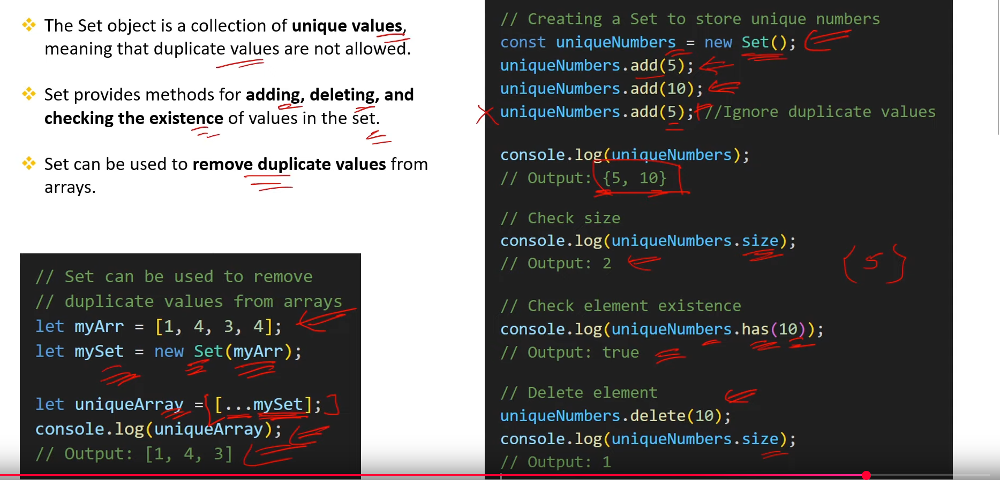 ❖ The Set object is a collection of unique values,
meaning that duplicate values are not allowed.
❖ Set provides methods for adding, deleting, and
checking the existence of values in the set.
❖ Set can be used to remove duplicate values from
arrays.
// Set can be used to remove
// duplicate values from arrays
let myArr = [1, 4, 3, 4];
let mySet = new Set(myArr);
let uniqueArray = [...mySet];
console.log(uniqueArray);
// Output: [1, 4, 3]
// Creating a Set to store unique numbers
const uniqueNumbers = new Set();
uniqueNumbers.add(5);
uniqueNumbers.add(10);
uniqueNumbers.add(5); //Ignore duplicate values
console.log(uniqueNumbers);
// Output: {5, 10}
// Check size
console.log(uniqueNumbers.size);
// Output: 2
{5}
// Check element existence
console.log(uniqueNumbers.has(10));
// Output: true
// Delete element
uniqueNumbers.delete(10);
console.log(uniqueNumbers.size);
// Output: 1